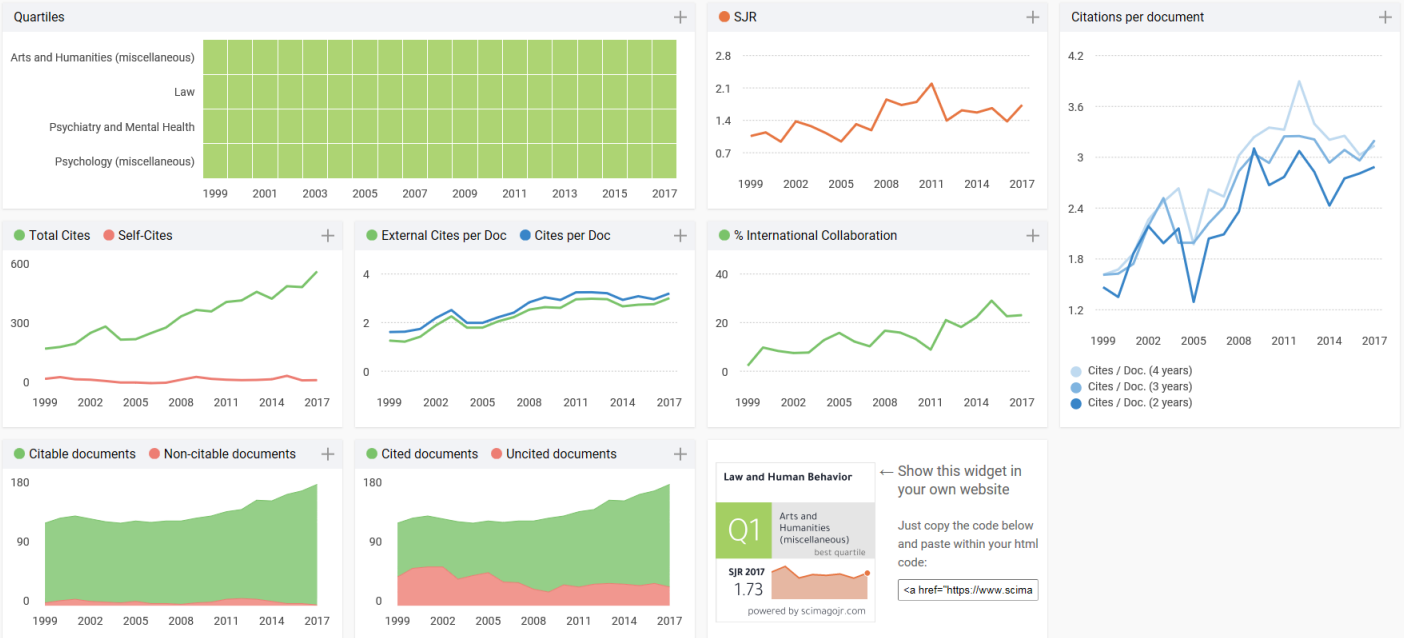 Quartiles
Arts and Humanities (miscellaneous)
Law
Psychiatry and Mental Health
Psychology (miscellaneous)
1999 2001 2003 2005 2007 2009 2011 2013 2015 2017
SJR
2.8
2.1
1.4
0.7
1999 2002 2005 2008 2011 2014 2017
Citations per document
4.2
3.6
3
2.4
1.8
1.2
1999 2002 2005 2008 2011 2014 2017
Cites / Doc. (4 years)
Cites / Doc. (3 years)
Cites / Doc. (2 years)
Total Cites Self-Cites
600
300
0
1999 2002 2005 2008 2011 2014 2017
External Cites per Doc Cites per Doc
4
2
0
1999 2002 2005 2008 2011 2014 2017
% International Collaboration
40
20
0
1999 2002 2005 2008 2011 2014 2017
Citable documents Non-citable documents
180
90
0
1999 2002 2005 2008 2011 2014 2017
Cited documents Uncited documents
180
90
0
1999 2002 2005 2008 2011 2014 2017
Law and Human Behavior
Q1
Arts and
Humanities
(miscellaneous)
best quartile
SJR 2017
1.73
powered by scimagojr.com
← Show this widget in
your own website
Just copy the code below
and paste within your html
code:
<a href="https://www.scima